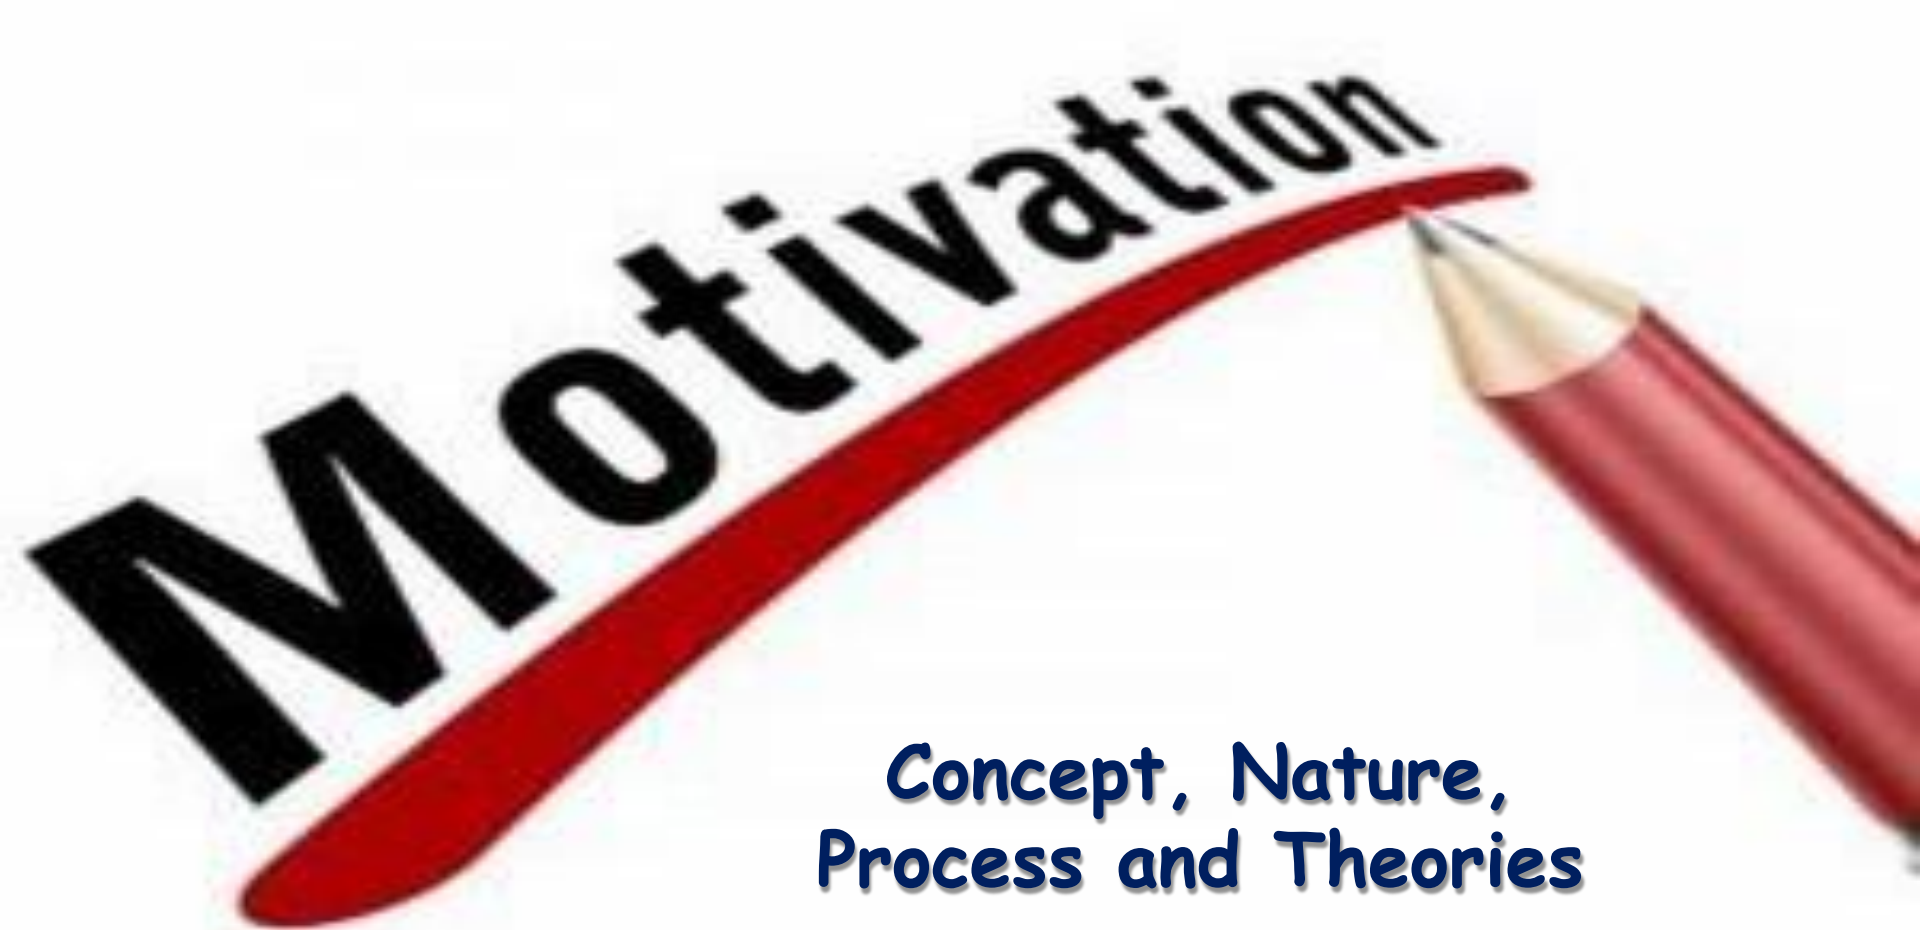 Motivation
Concept, Nature,
Process and Theories